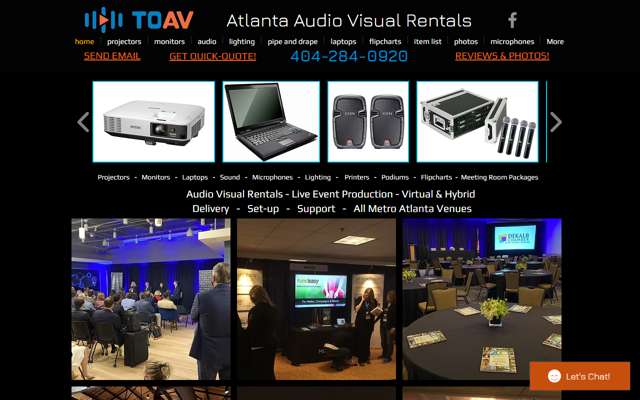 TOAV
Atlanta Audio Visual Rentals
home projectors monitors audio lighting pipe and drape laptops flipcharts item list photos microphones More
SEND EMAIL GET QUICK-QUOTE! 404-284-0920 REVIEWS & PHOTOS!
Projectors - Monitors - Laptops - Sound - Microphones - Lighting - Printers - Podiums - Flipcharts - Meeting Room Packages
Audio Visual Rentals - Live Event Production - Virtual & Hybrid
Delivery - Set-up - Support - All Metro Atlanta Venues
Let's Chat!